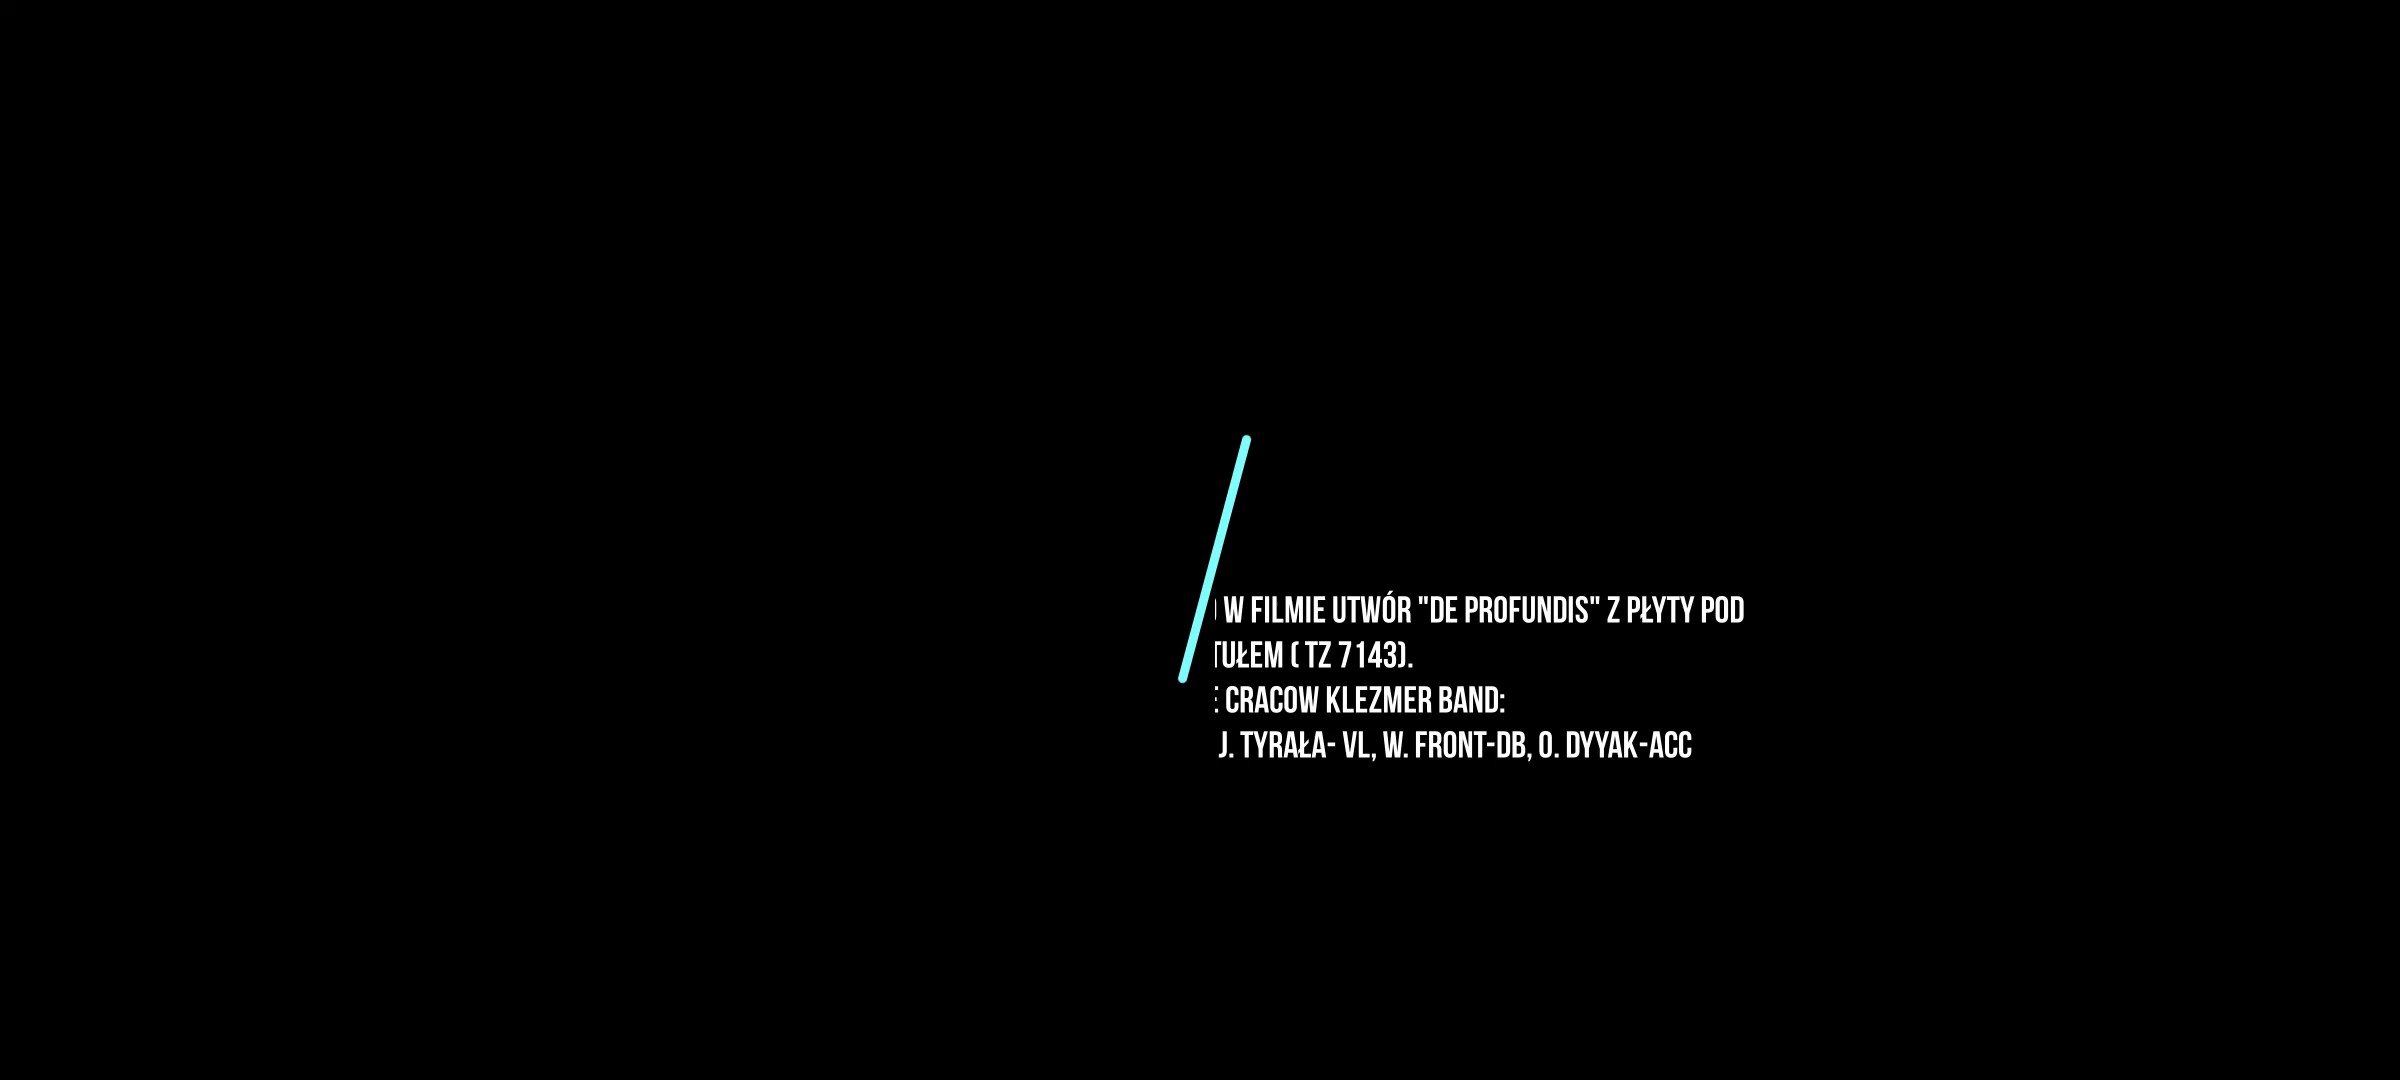 W FILMIE UTWÓR "DE PROFUNDIS" Z PŁYTY POD
TUŁEM ( TZ 7143).
CRACOW KLEZMER BAND:
J. TYRAŁA- VL, W. FRONT-DB, O. DYYAK-ACC